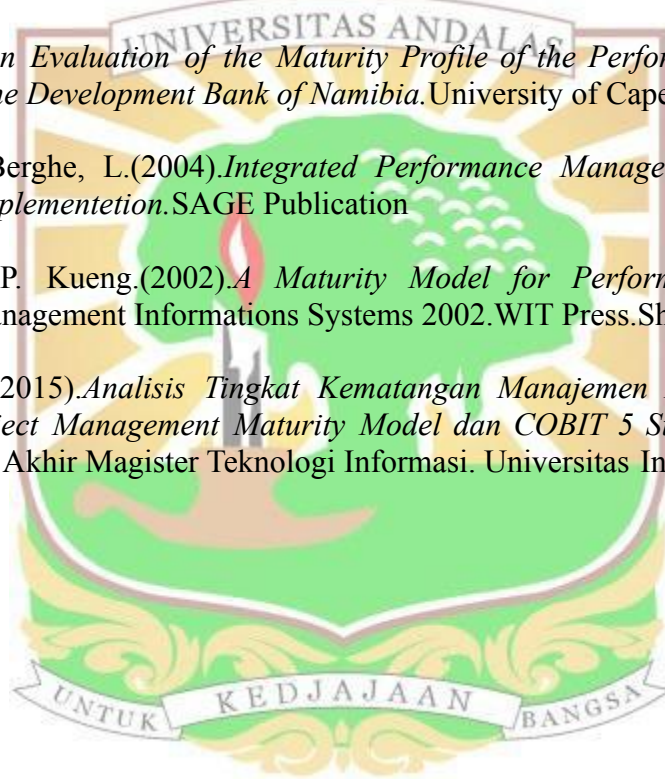 UNIVERSITAS ANDALAS
n Evaluation of the Maturity Profile of the Perfor
ne Development Bank of Namibia.University of Cape
Berghe, L.(2004).Integrated Performance Manage
plementetion.SAGE Publication
P. Kueng.(2002).A Maturity Model for Perform
nagement Informations Systems 2002.WIT Press.Sh
2015).Analisis Tingkat Kematangan Manajemen
ject Management Maturity Model dan COBIT 5 S
Akhir Magister Teknologi Informasi. Universitas In
UNTUK KEDJAJAAN BANGSA